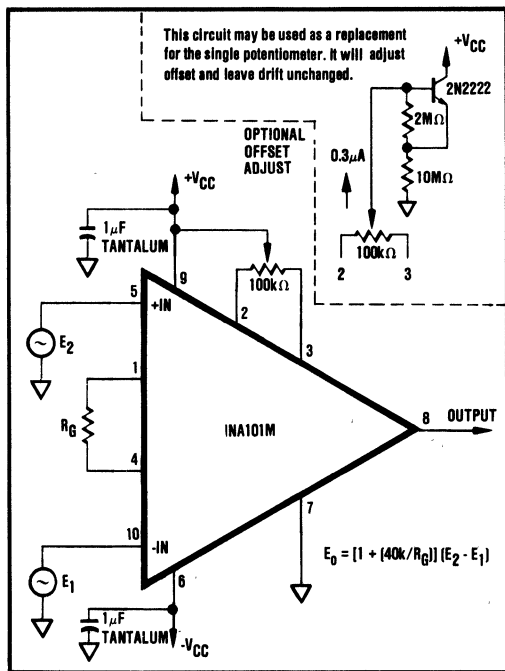 This circuit may be used as a replacement
for the single potentiometer. It will adjust
offset and leave drift unchanged.
+VCC
2N2222
2MΩ
OPTIONAL
OFFSET
ADJUST
0.3μA
10MΩ
+VCC
1μF
TANTALUM
100kΩ
2
3
9
100kΩ
5
+IN
2
3
E2
1
8
OUTPUT
RG
INA101M
4
7
10
-IN
E0 = [1 + (40k/RG)] (E2 - E1)
E1
6
1μF
TANTALUM
-VCC